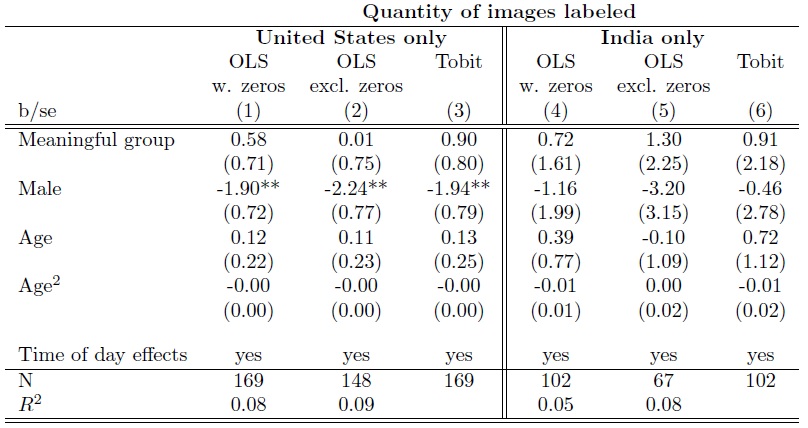 Quantity of images labeled
United States only India only
OLS OLS Tobit OLS OLS Tobit
w. zeros excl. zeros w. zeros excl. zeros
b/se (1) (2) (3) (4) (5) (6)
Meaningful group 0.58 0.01 0.90 0.72 1.30 0.91
(0.71) (0.75) (0.80) (1.61) (2.25) (2.18)
Male -1.90** -2.24** -1.94** -1.16 -3.20 -0.46
(0.72) (0.77) (0.79) (1.99) (3.15) (2.78)
Age 0.12 0.11 0.13 0.39 -0.10 0.72
(0.22) (0.23) (0.25) (0.77) (1.09) (1.12)
Age² -0.00 -0.00 -0.00 -0.01 0.00 -0.01
(0.00) (0.00) (0.00) (0.01) (0.02) (0.02)
Time of day effects yes yes yes yes yes yes
N 169 148 169 102 67 102
R² 0.08 0.09 0.05 0.08